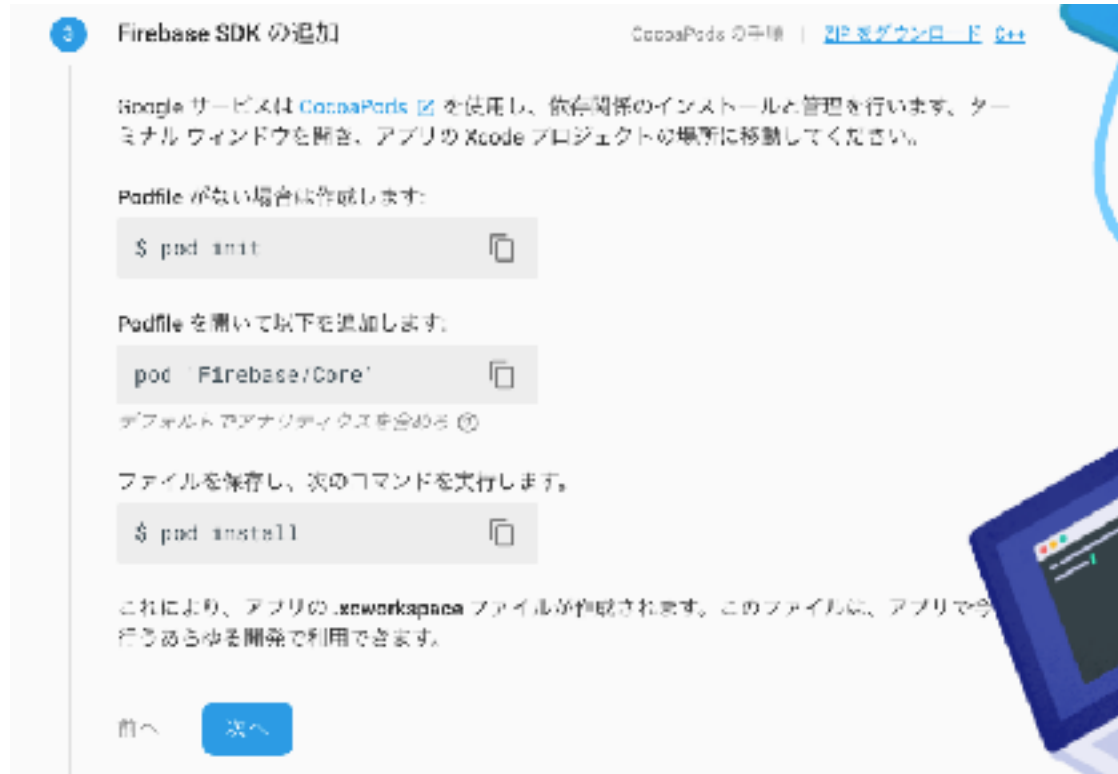 3 Firebase SDK の追加
CocoaPods の手順 | ZIP をダウンロード C++
Google サービスは CocoaPods を使用し、依存関係のインストールと管理を行います。ター
ミナル ウィンドウを開き、アプリの Xcode プロジェクトの場所に移動してください。
Podfile がない場合は作成します:
$ pod init
Podfile を開いて以下を追加します:
pod 'Firebase/Core'
デフォルトでアナリティクスを含める ?
ファイルを保存し、次のコマンドを実行します。
$ pod install
これにより、アプリの .xcworkspace ファイルが作成されます。このファイルは、アプリで今
行うあらゆる開発で利用できます。
前へ
次へ